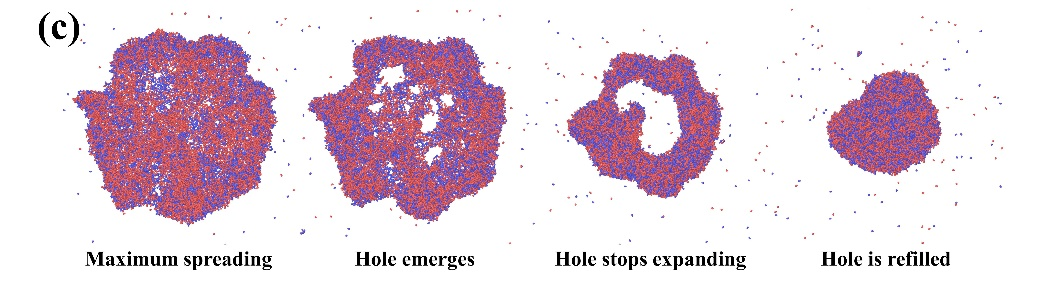 (c)
Maximum spreading
Hole emerges
Hole stops expanding
Hole is refilled